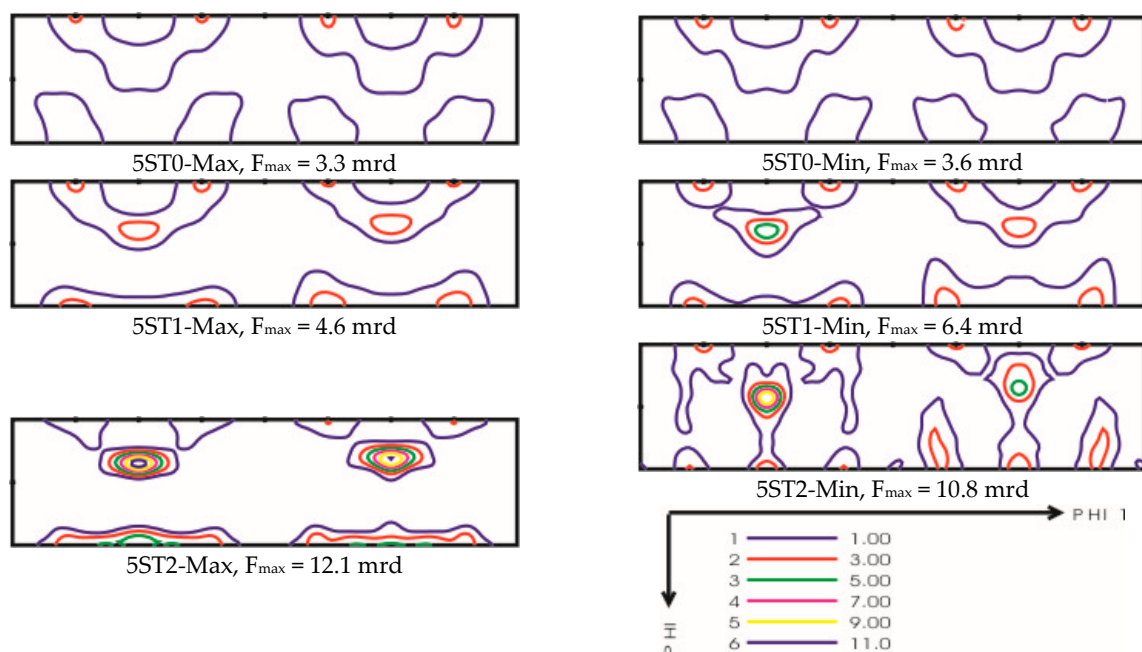 5ST0-Max, Fmax = 3.3 mrd
5ST0-Min, Fmax = 3.6 mrd
5ST1-Max, Fmax = 4.6 mrd
5ST1-Min, Fmax = 6.4 mrd
5ST2-Min, Fmax = 10.8 mrd
5ST2-Max, Fmax = 12.1 mrd
PHI 1
1 1.00
2 3.00
3 5.00
4 7.00
5 9.00
6 11.0